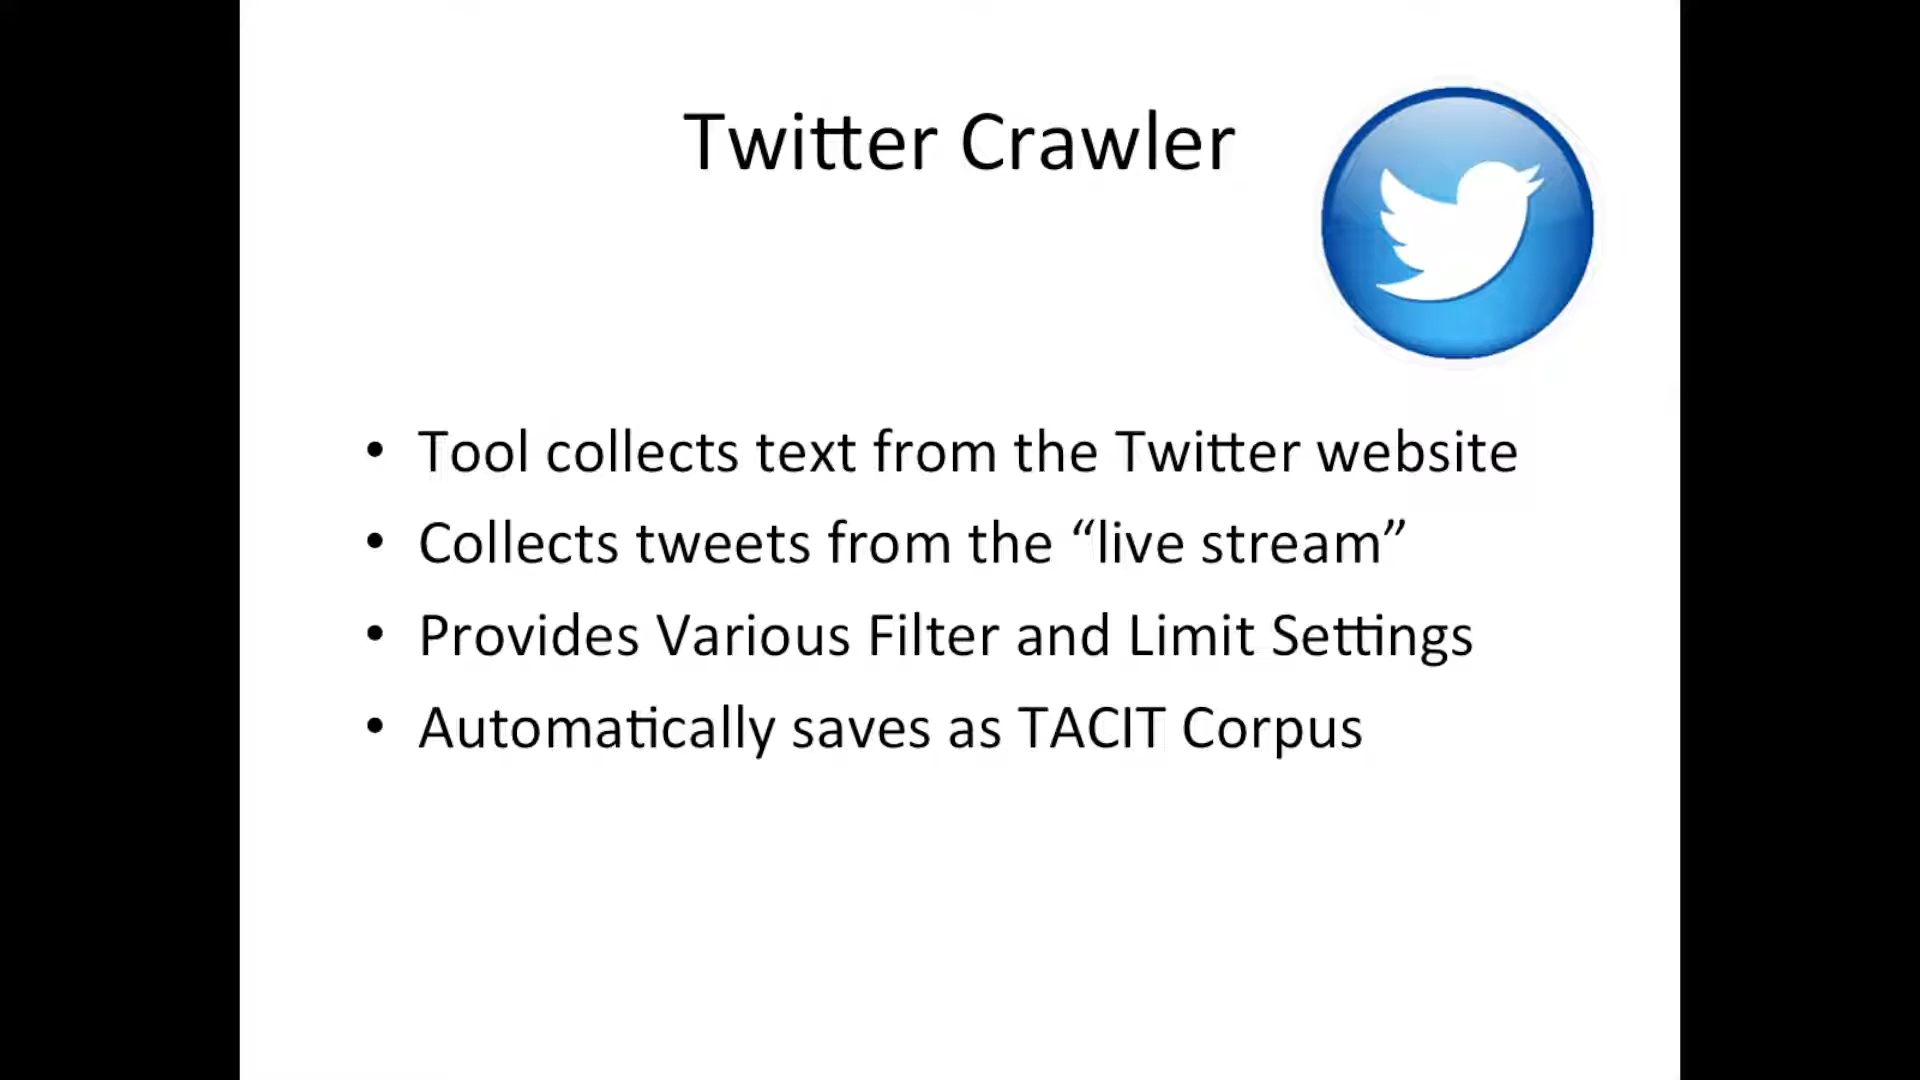 Twitter Crawler
• Tool collects text from the Twitter website
• Collects tweets from the “live stream”
• Provides Various Filter and Limit Settings
• Automatically saves as TACIT Corpus